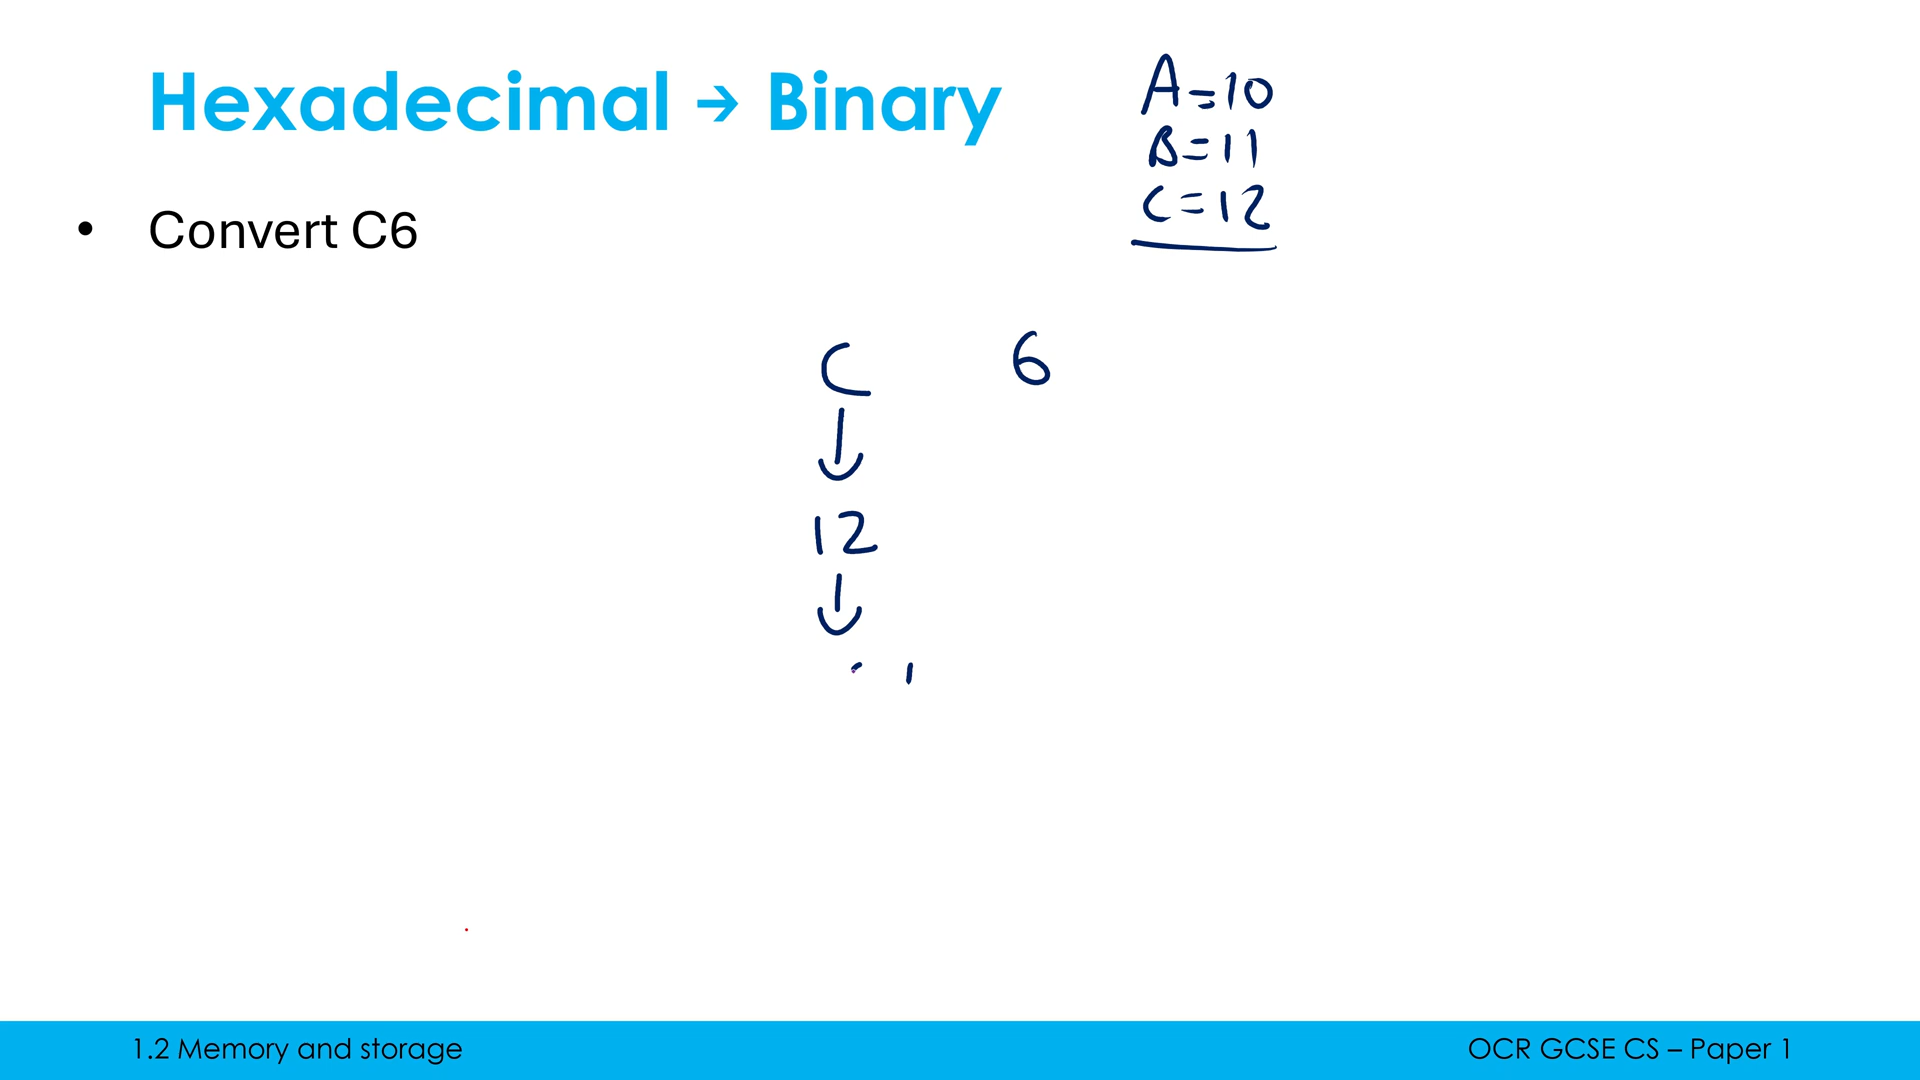 Hexadecimal → Binary
A=10
B=11
C=12
• Convert C6
C 6
↓
12
↓
1
1.2 Memory and storage
OCR GCSE CS – Paper 1